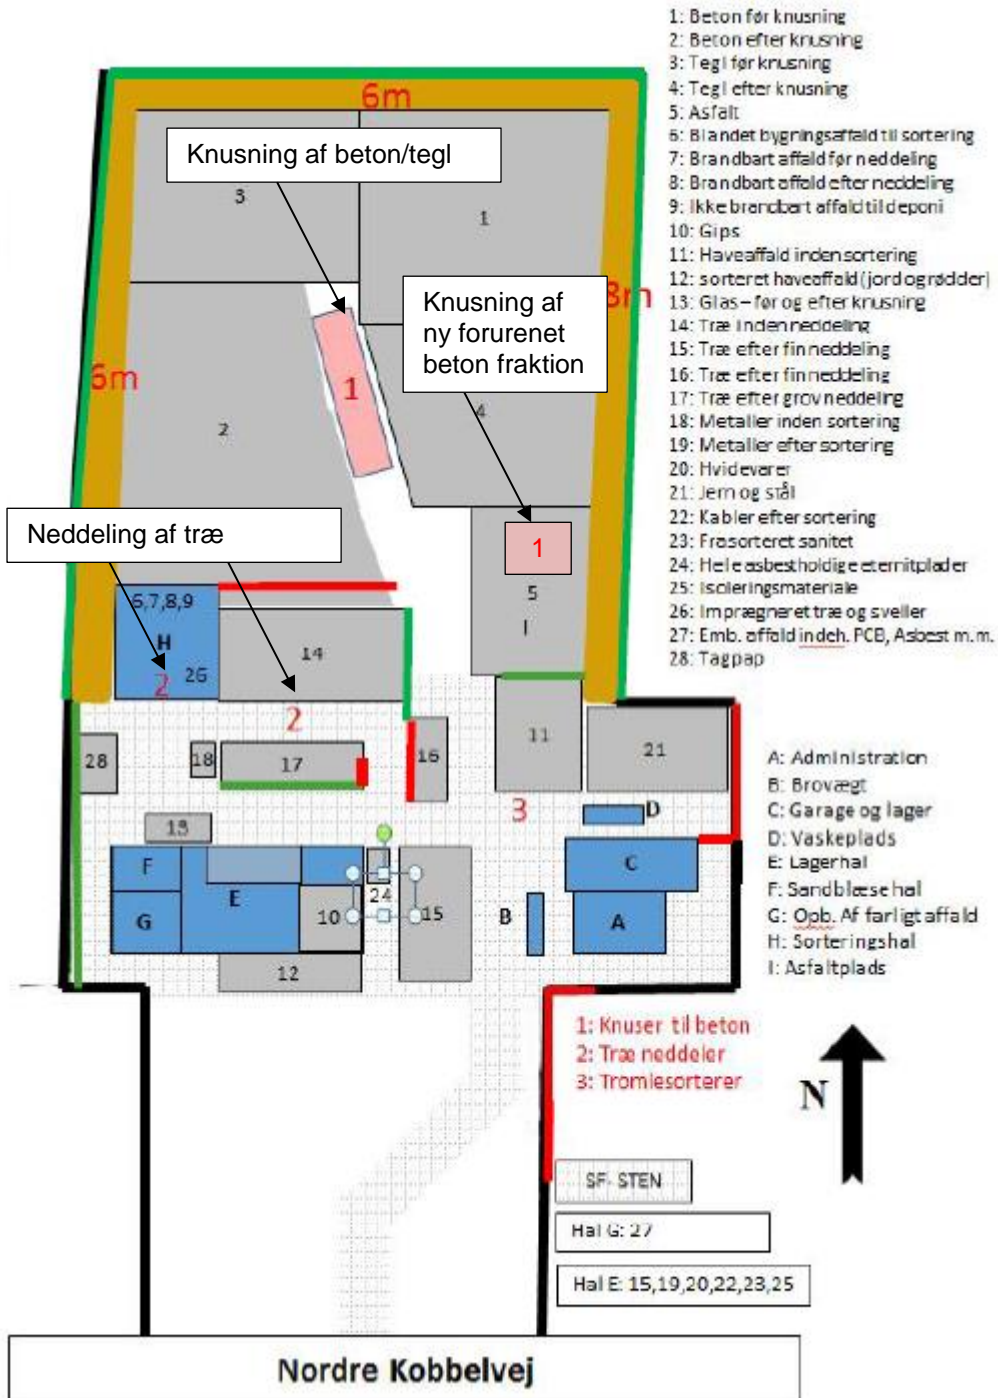 1: Beton før knusning
2: Beton efter knusning
3: Tegl før knusning
4: Tegl efter knusning
5: Asfalt
6: Blandet bygningsaffald til sortering
7: Brandbart affald før neddeling
8: Brandbart affald efter neddeling
9: Ikke brandbart affald til deponi
10: Gips
11: Haveaffald inden sortering
12: sorteret haveaffald (jord og rødder)
13: Glas – før og efter knusning
14: Træ inden neddeling
15: Træ efter fin neddeling
16: Træ efter fin neddeling
17: Træ efter grov neddeling
18: Metaller inden sortering
19: Metaller efter sortering
20: Hvidevarer
21: Jern og stål
22: Kabler efter sortering
23: Frasorteret sanitet
24: Hele asbestholdige eternitplader
25: Isoleringsmateriale
26: Imprægneret træ og sveller
27: Emb. affald indeh. PCB, Asbest m.m.
28: Tagpap
6m
Knusning af beton/tegl
3
1
Knusning af
ny forurenet
beton fraktion
8m
6m
1
4
2
Neddeling af træ
1
5
I
6,7,8,9
H
2
26
14
2
28
18
17
16
11
21
3
D
13
F
E
G
10
24
15
12
B
C
A
A: Administration
B: Brovægt
C: Garage og lager
D: Vaskeplads
E: Lagerhal
F: Sandblæsehal
G: Opb. Af farligt affald
H: Sorteringshal
I: Asfaltplads
1: Knuser til beton
2: Træ neddeler
3: Tromlesorterer
N
SF-STEN
Hal G: 27
Hal E: 15,19,20,22,23,25
Nordre Kobbelvej